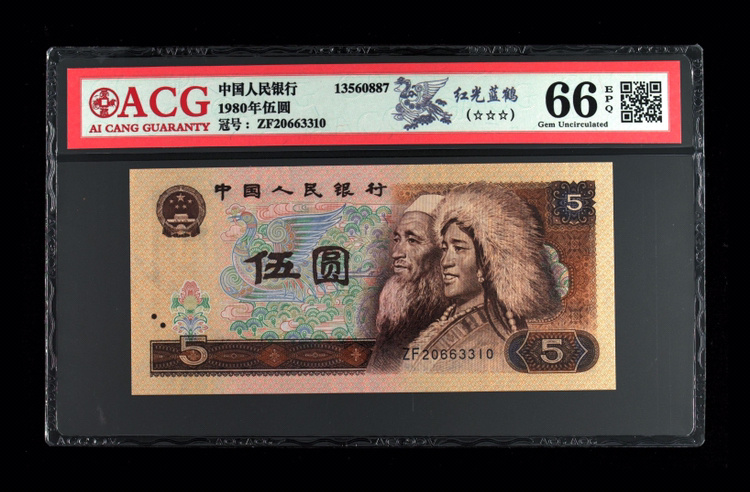 ACG
AI CANG GUARANTY
中国人民银行
1980年伍圆
冠号：ZF20663310
13560887
红光蓝鹤
(☆☆☆)
66
EPQ
Gem Uncirculated
中国人民银行
5
伍圆
ZF20663310
5
5